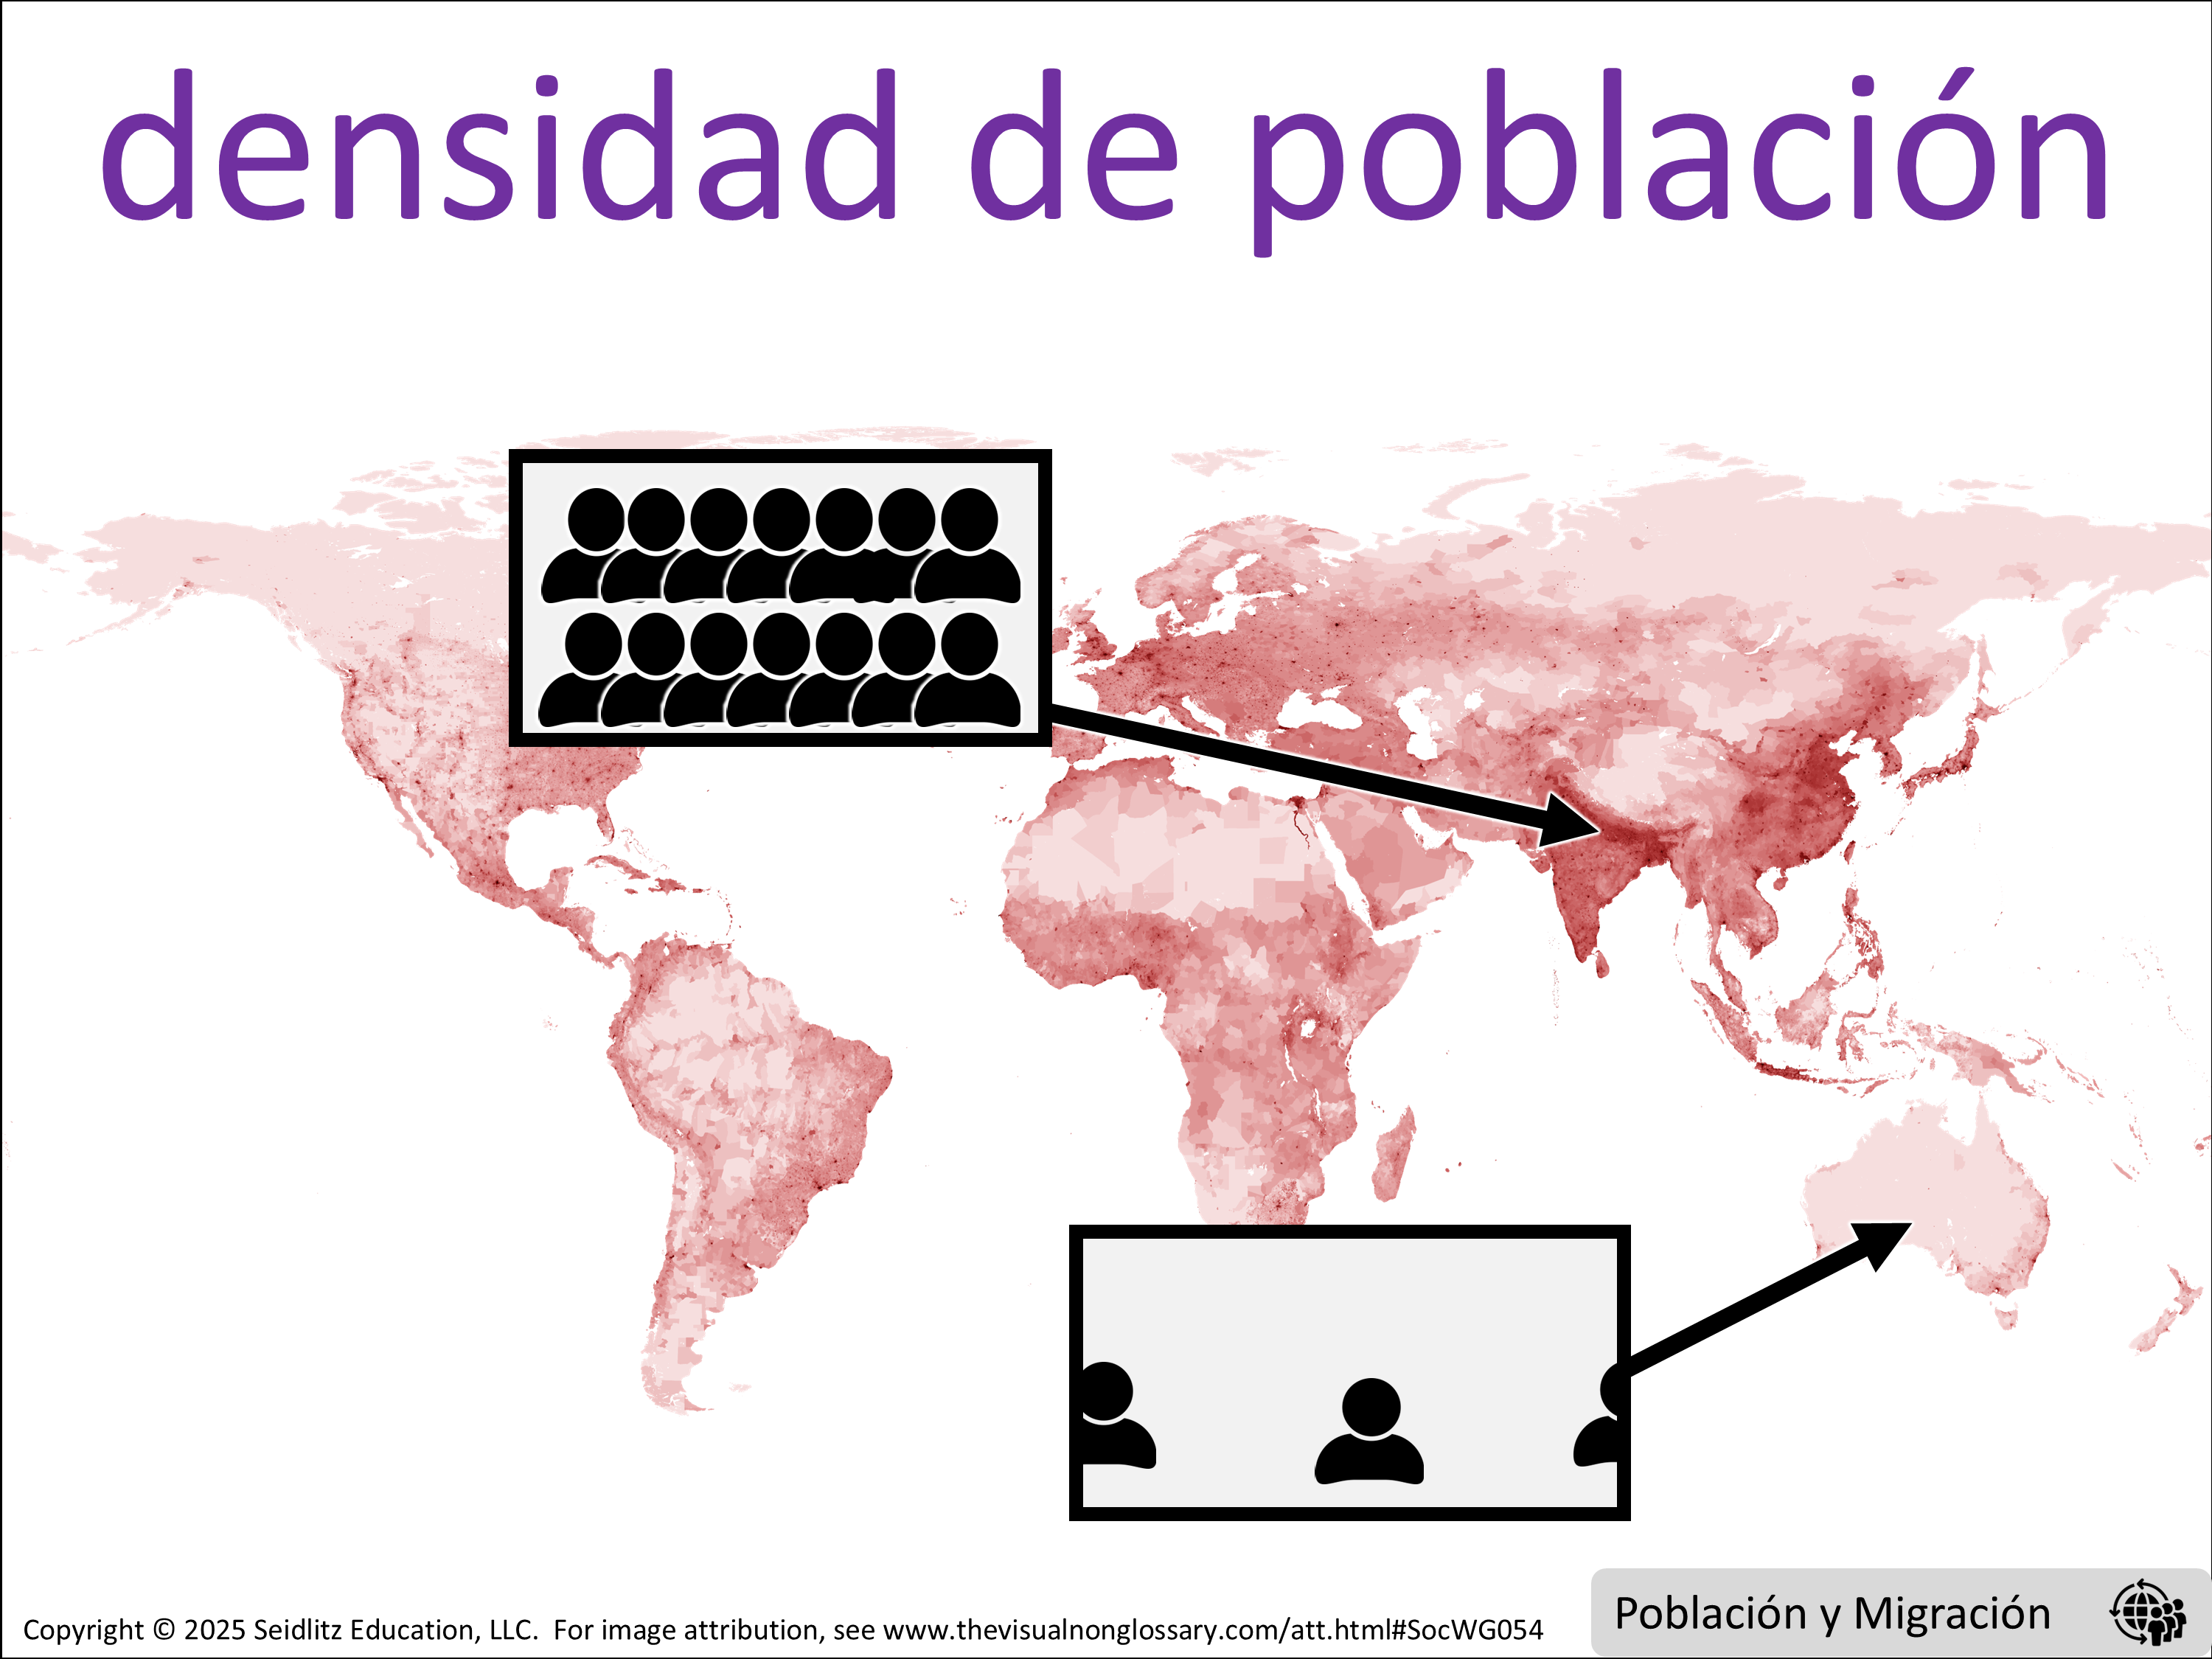 densidad de población
Población y Migración
Copyright © 2025 Seidlitz Education, LLC.  For image attribution, see www.thevisualnonglossary.com/att.html#SocWG054